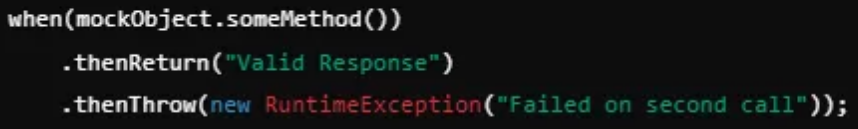 when(mockObject.someMethod())
    .thenReturn("Valid Response")
    .thenThrow(new RuntimeException("Failed on second call"));